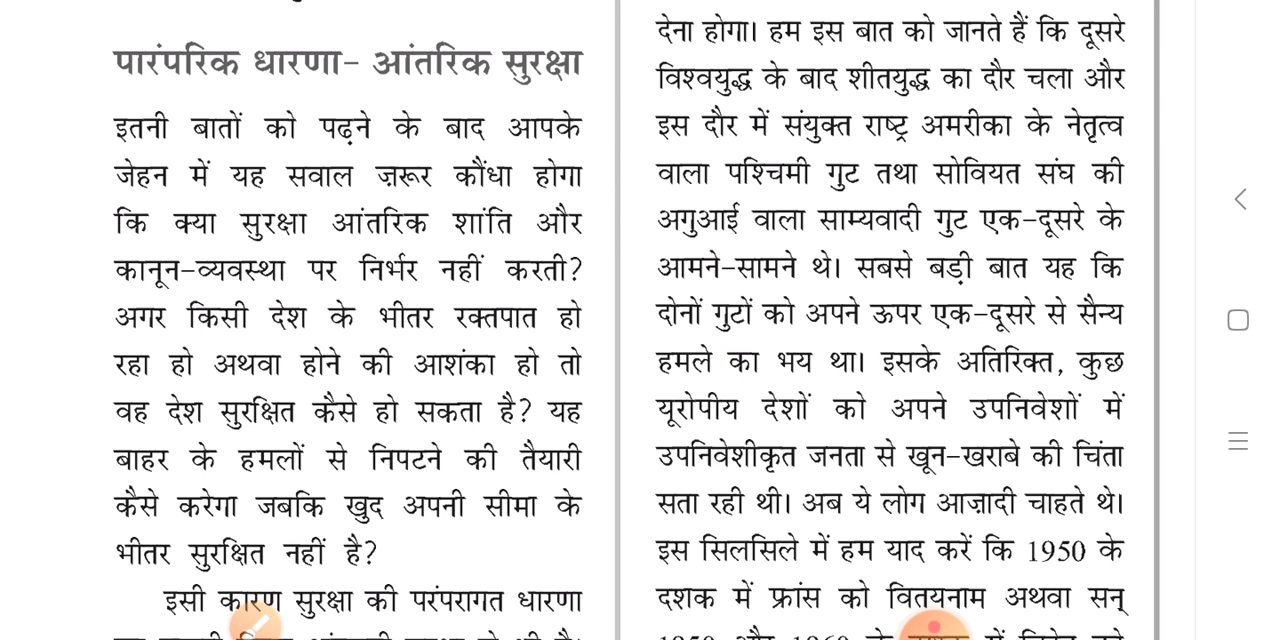 पारंपरिक धारणा- आंतरिक सुरक्षा
इतनी बातों को पढ़ने के बाद आपके
जेहन में यह सवाल ज़रूर कौंधा होगा
कि क्या सुरक्षा आंतरिक शांति और
कानून-व्यवस्था पर निर्भर नहीं करती?
अगर किसी देश के भीतर रक्तपात हो
रहा हो अथवा होने की आशंका हो तो
वह देश सुरक्षित कैसे हो सकता है? यह
बाहर के हमलों से निपटने की तैयारी
कैसे करेगा जबकि खुद अपनी सीमा के
भीतर सुरक्षित नहीं है?
इसी कारण सुरक्षा की परंपरागत धारणा
देना होगा। हम इस बात को जानते हैं कि दूसरे
विश्वयुद्ध के बाद शीतयुद्ध का दौर चला और
इस दौर में संयुक्त राष्ट्र अमरीका के नेतृत्व
वाला पश्चिमी गुट तथा सोवियत संघ की
अगुआई वाला साम्यवादी गुट एक-दूसरे के
आमने-सामने थे। सबसे बड़ी बात यह कि
दोनों गुटों को अपने ऊपर एक-दूसरे से सैन्य
हमले का भय था। इसके अतिरिक्त, कुछ
यूरोपीय देशों को अपने उपनिवेशों में
उपनिवेशीकृत जनता से खून-खराबे की चिंता
सता रही थी। अब ये लोग आज़ादी चाहते थे।
इस सिलसिले में हम याद करें कि 1950 के
दशक में फ्रांस को वितयनाम अथवा सन्